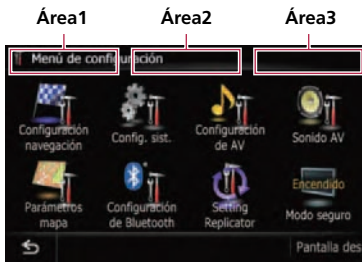 Área1 Área2 Área3
Menú de configuración
Configuración navegación
Config. sist.
Configuración de AV
Sonido AV
Parámetros mapa
Configuración de Bluetooth
Setting Replicator
Encendido
Modo seguro
Pantalla des